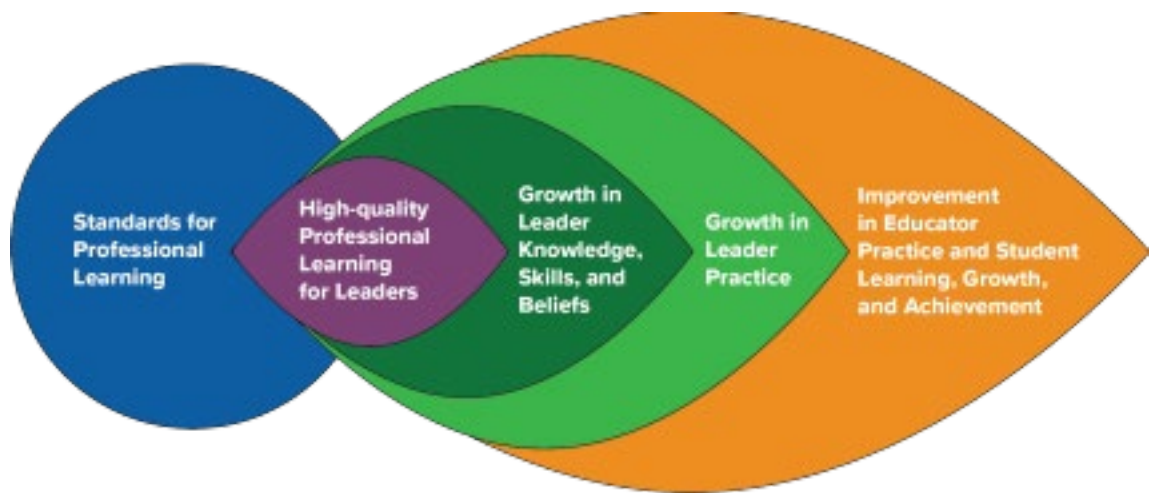 Standards for
Professional
Learning
High-quality
Professional
Learning
for Leaders
Growth in
Leader
Knowledge,
Skills, and
Beliefs
Growth in
Leader
Practice
Improvement
in Educator
Practice and Student
Learning, Growth,
and Achievement